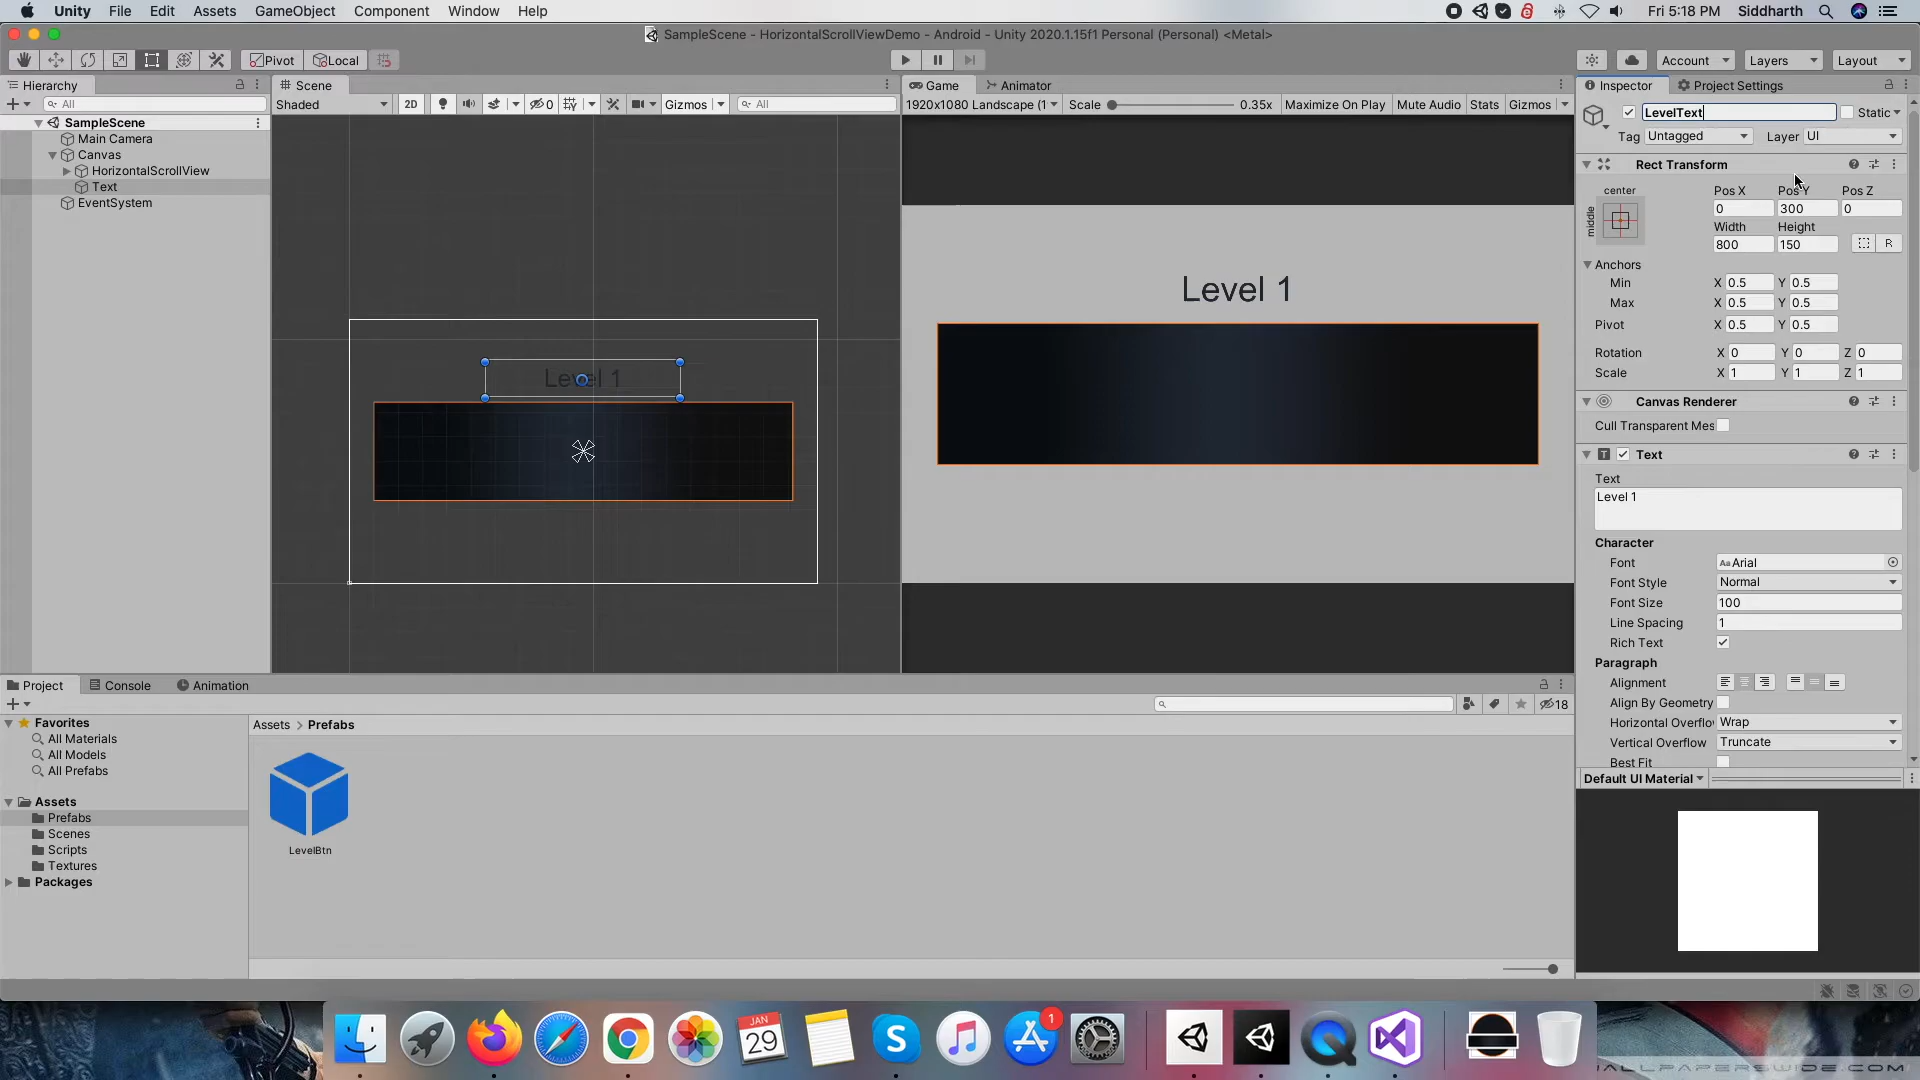 Unity File Edit Assets GameObject Component Window Help Fri 5:18 PM Siddharth
SampleScene - HorizontalScrollViewDemo - Android - Unity 2020.1.15f1 Personal (Personal) <Metal>
Pivot Local Account Layers Layout
Hierarchy
All
SampleScene
Main Camera
Canvas
HorizontalScrollView
Text
EventSystem
Scene
Shaded 2D 0 Gizmos All
Level 1
Game Animator
1920x1080 Landscape (1 Scale 0.35x Maximize On Play Mute Audio Stats Gizmos
Level 1
Inspector Project Settings
LevelText Static
Tag Untagged Layer UI
Rect Transform
center
middle
Pos X Pos Y Pos Z
0 300 0
Width Height
800 150 R
Anchors
Min X 0.5 Y 0.5
Max X 0.5 Y 0.5
Pivot X 0.5 Y 0.5
Rotation X 0 Y 0 Z 0
Scale X 1 Y 1 Z 1
Canvas Renderer
Cull Transparent Mes
Text
Text
Level 1
Character
Font Aa Arial
Font Style Normal
Font Size 100
Line Spacing 1
Rich Text
Paragraph
Alignment
Align By Geometry
Horizontal Overflo Wrap
Vertical Overflow Truncate
Best Fit
Default UI Material
Project Console Animation
18
Favorites
All Materials
All Models
All Prefabs
Assets
Prefabs
Scenes
Scripts
Textures
Packages
Assets > Prefabs
LevelBtn
JAN
29
1